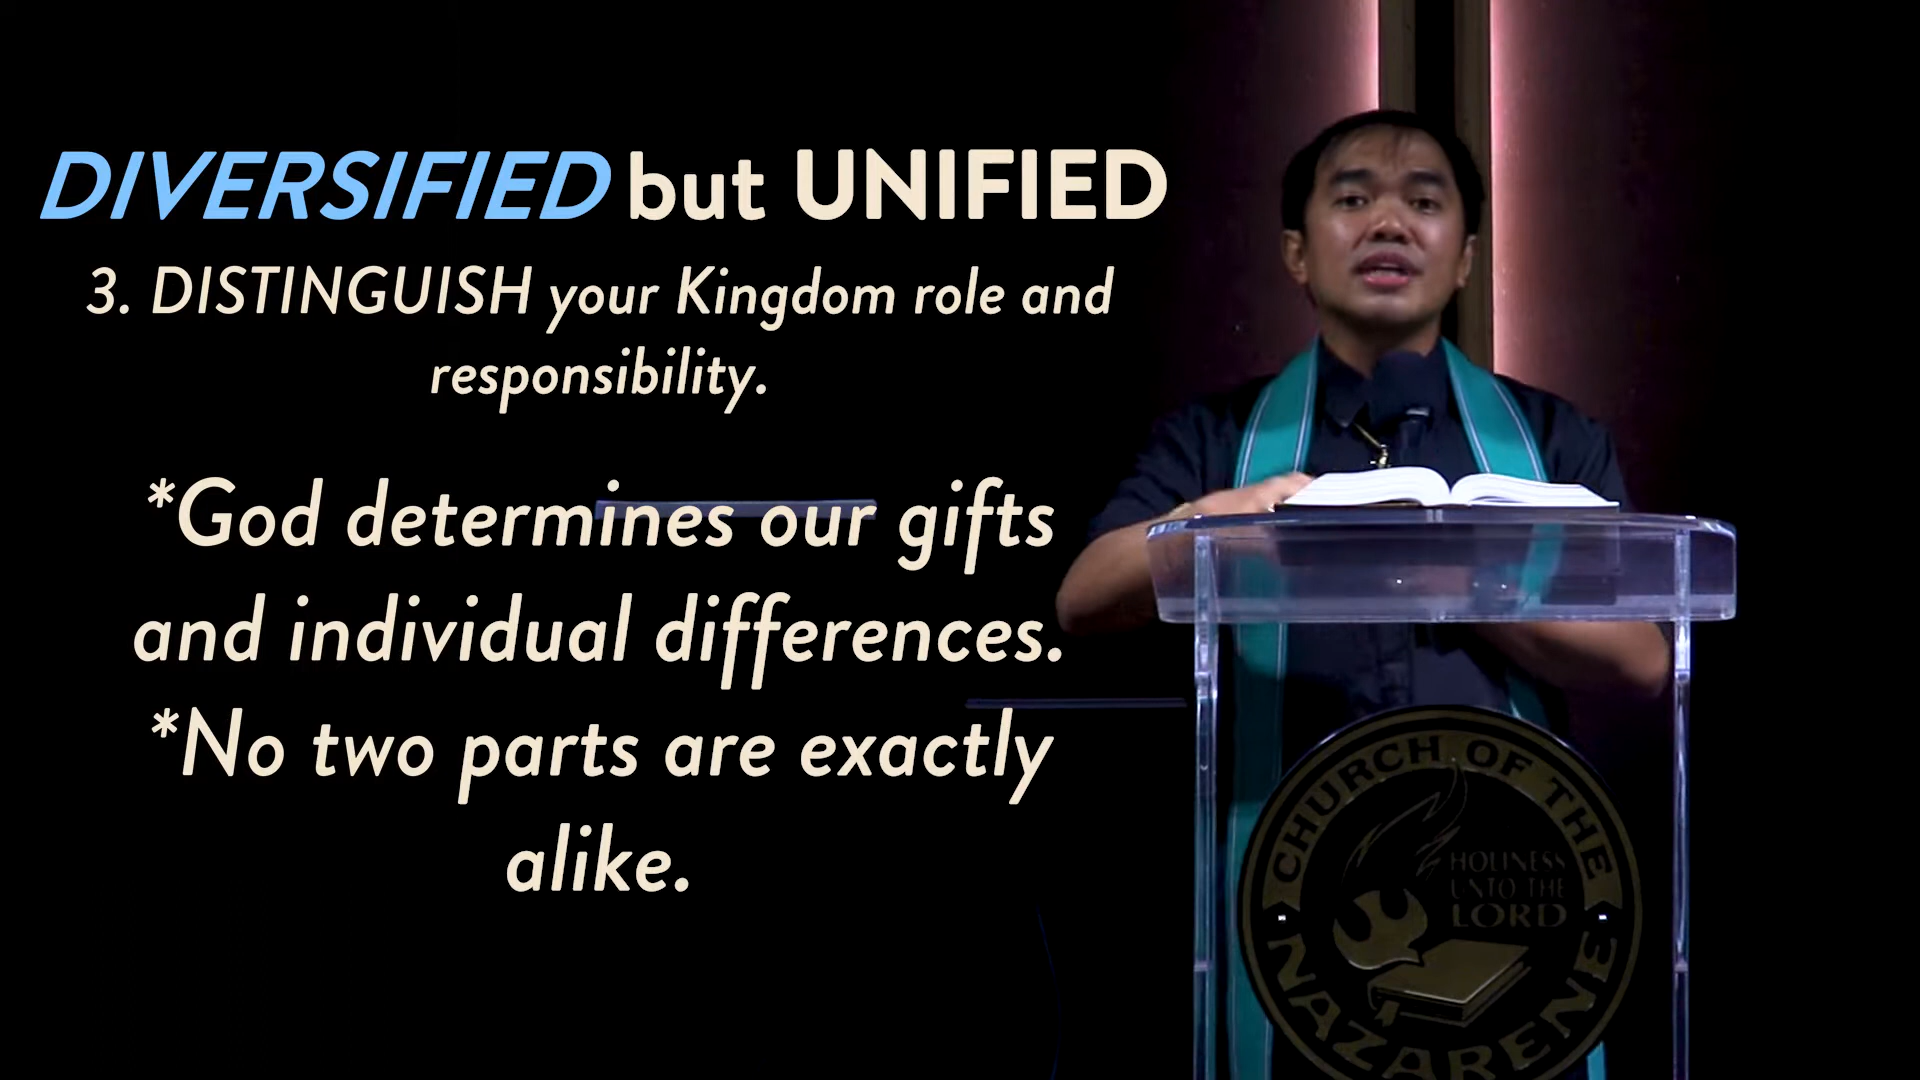 DIVERSIFIED but UNIFIED
3. DISTINGUISH your Kingdom role and
responsibility.
*God determines our gifts
and individual differences.
*No two parts are exactly
alike.
CHURCH OF THE
HOLINESS
UNTO THE
LORD
NAZARENE